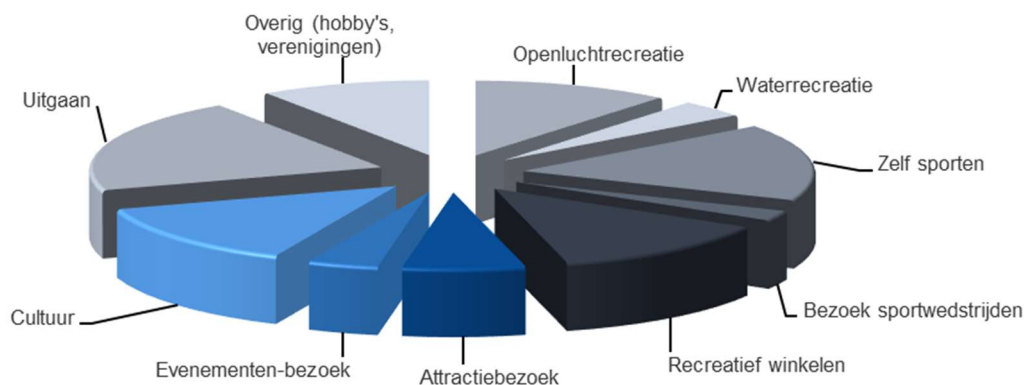 Overig (hobby's,
verenigingen)
Openluchtrecreatie
Waterrecreatie
Uitgaan
Zelf sporten
Cultuur
Bezoek sportwedstrijden
Evenementen-bezoek
Attractiebezoek
Recreatief winkelen